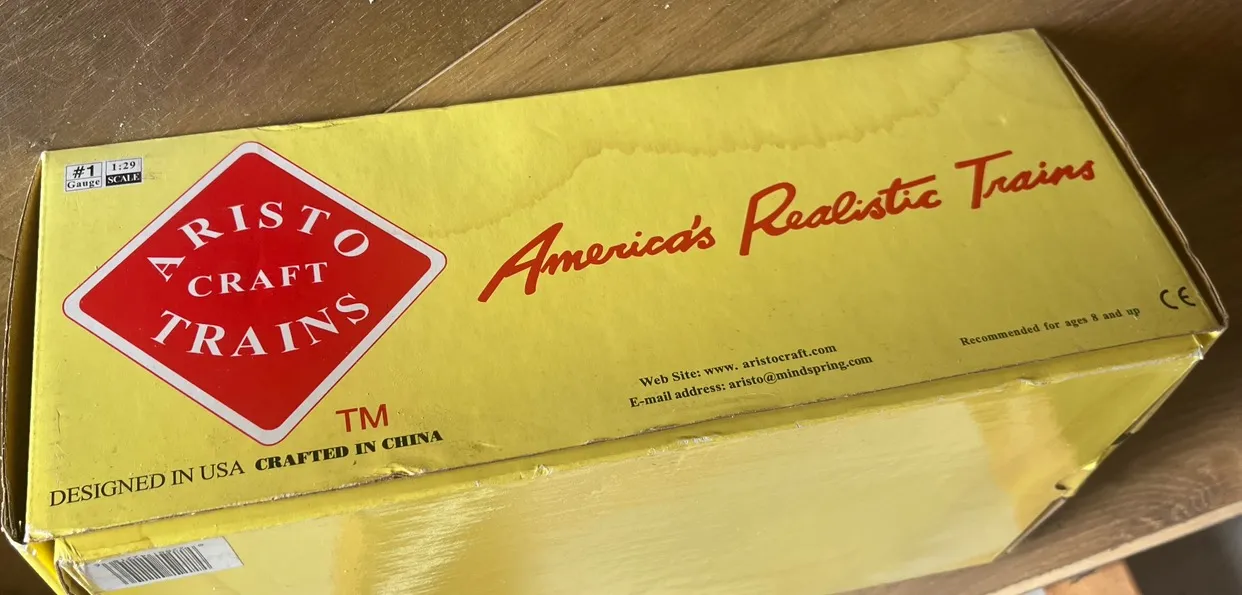 #1
Gauge
1:29
SCALE
ARISTO
CRAFT
TRAINS
TM
America's Realistic Trains
DESIGNED IN USA CRAFTED IN CHINA
Web Site: www. aristocraft.com
E-mail address: aristo@mindspring.com
Recommended for ages 8 and up
CE